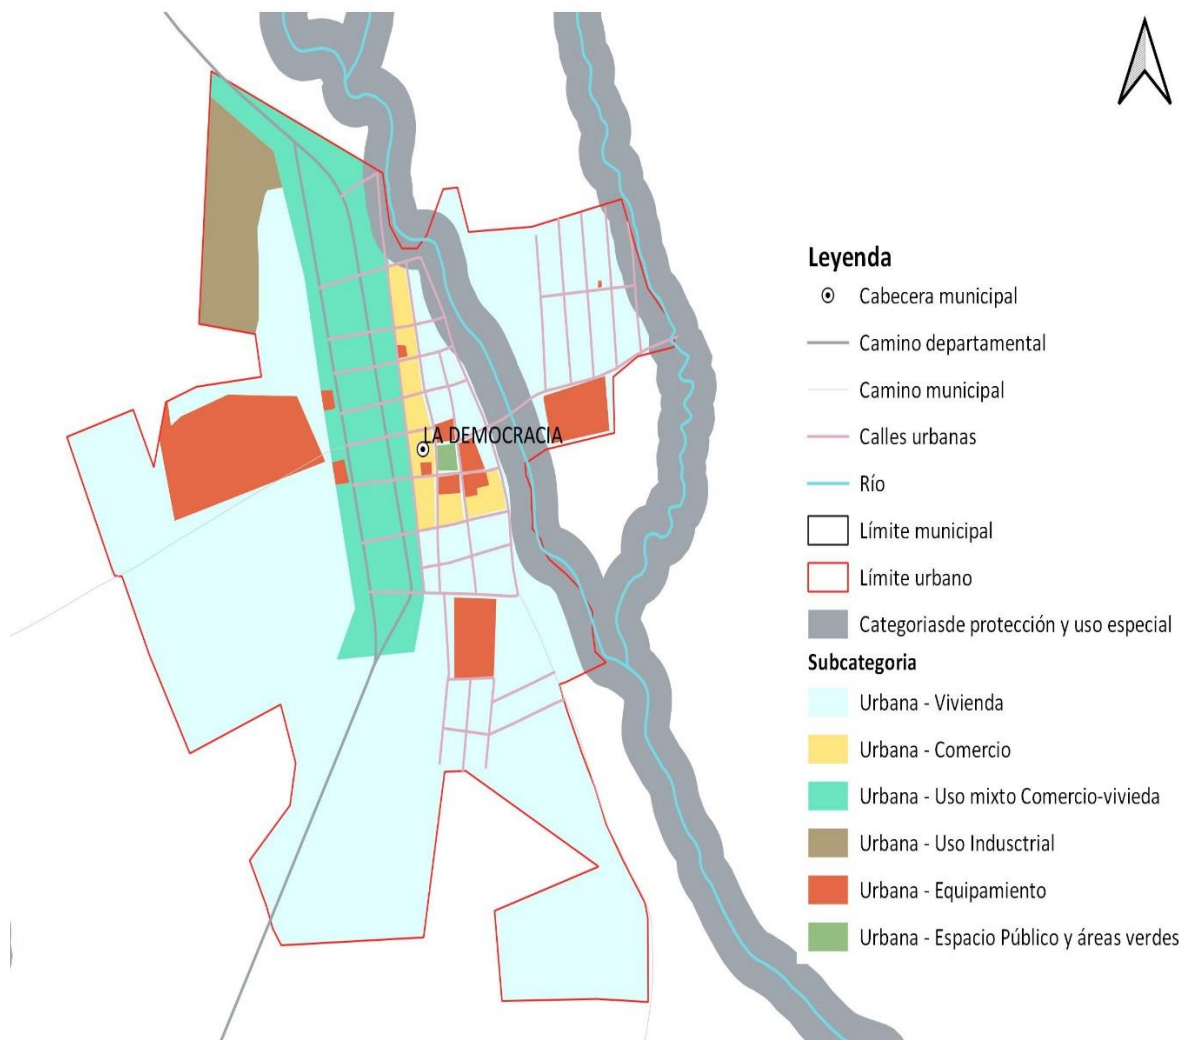 LA DEMOCRACIA
Leyenda
Cabecera municipal
Camino departamental
Camino municipal
Calles urbanas
Río
Límite municipal
Límite urbano
Categoriasde protección y uso especial
Subcategoria
Urbana - Vivienda
Urbana - Comercio
Urbana - Uso mixto Comercio-vivieda
Urbana - Uso Indusctrial
Urbana - Equipamiento
Urbana - Espacio Público y áreas verdes